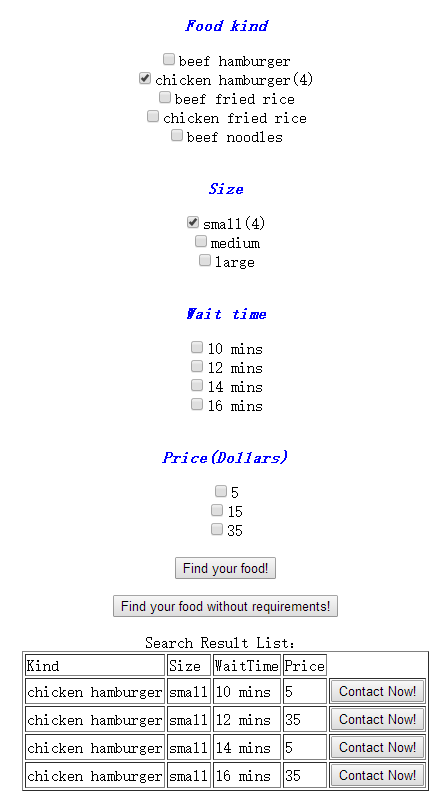 Food kind
beef hamburger
chicken hamburger(4)
beef fried rice
chicken fried rice
beef noodles
Size
small(4)
medium
large
Wait time
10 mins
12 mins
14 mins
16 mins
Price(Dollars)
5
15
35
Find your food!
Find your food without requirements!
Search Result List:
Kind Size WaitTime Price
chicken hamburger small 10 mins 5 Contact Now!
chicken hamburger small 12 mins 35 Contact Now!
chicken hamburger small 14 mins 5 Contact Now!
chicken hamburger small 16 mins 35 Contact Now!